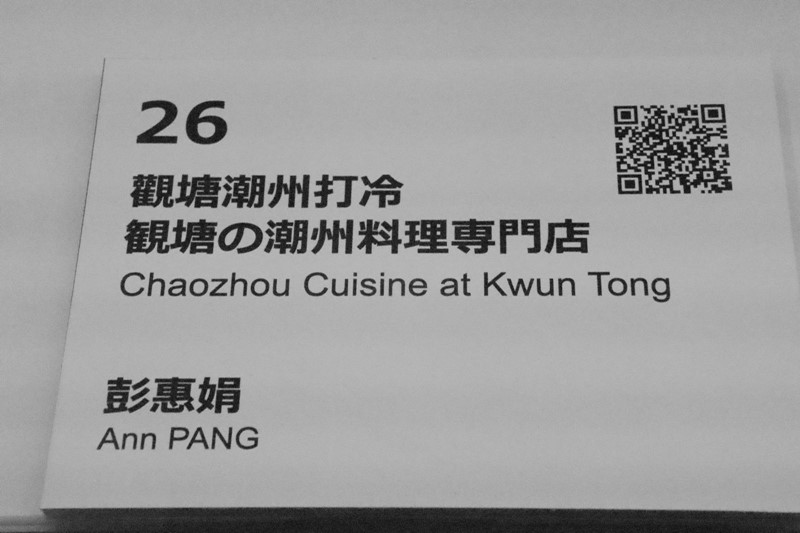 26
觀塘潮州打冷
観塘の潮州料理専門店
Chaozhou Cuisine at Kwun Tong
彭惠娟
Ann PANG